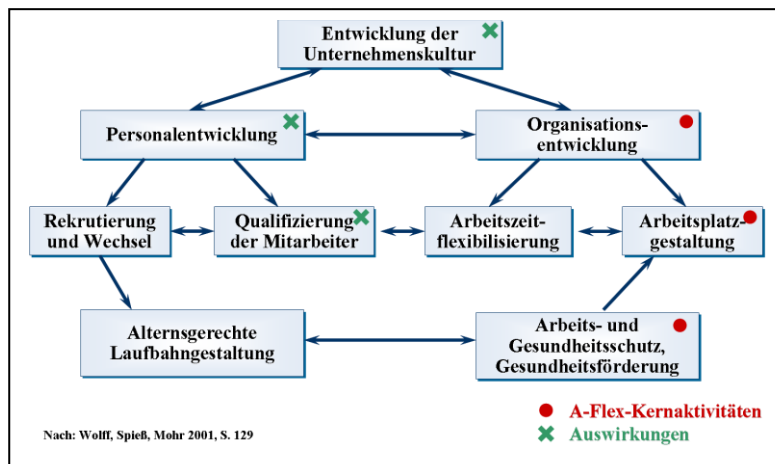 Entwicklung der
Unternehmenskultur
Personalentwicklung
Organisations-
entwicklung
Rekrutierung
und Wechsel
Qualifizierung
der Mitarbeiter
Arbeitszeit-
flexibilisierung
Arbeitsplatz-
gestaltung
Alternsgerechte
Laufbahngestaltung
Arbeits- und
Gesundheitsschutz,
Gesundheitsförderung
A-Flex-Kernaktivitäten
Auswirkungen
Nach: Wolff, Spieß, Mohr 2001, S. 129